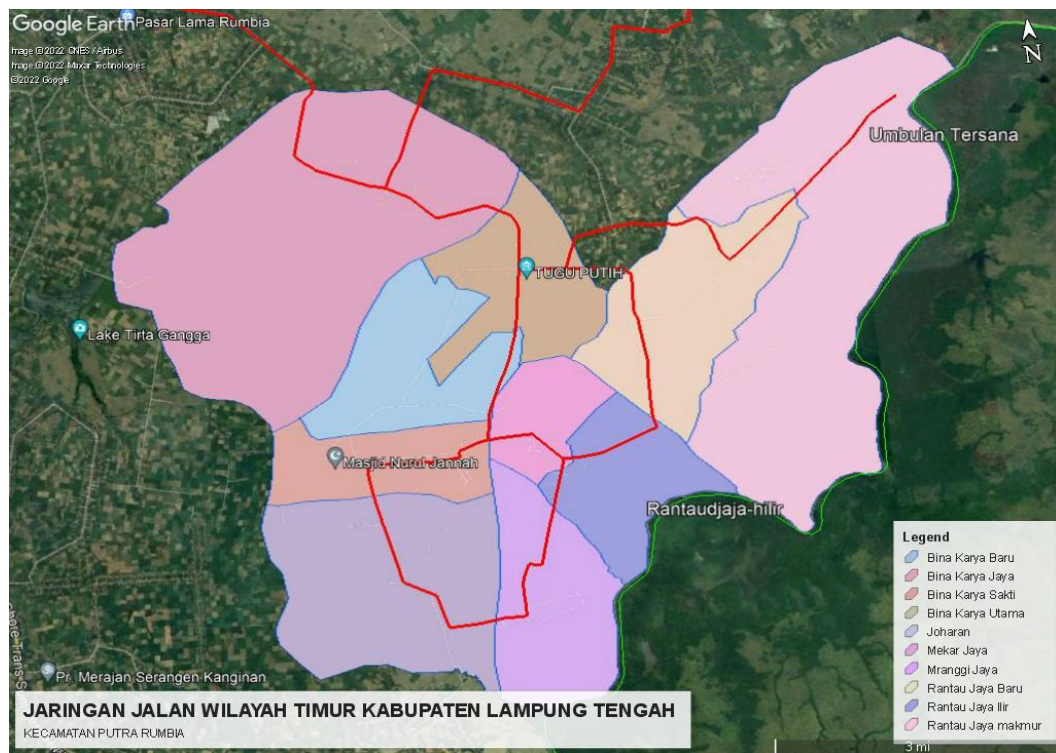 Google Earth
Pasar Lama Rumbia
Image © 2022 CNES / Airbus
Image © 2022 Maxar Technologies
© 2022 Google
N
Umbulan Tersana
TUGU PUTIH
Lake Tirta Gangga
Masjid Nurul Jannah
Rantaudjaja-hilir
Pr. Merajan Serangen Kanginan
Legend
Bina Karya Baru
Bina Karya Jaya
Bina Karya Sakti
Bina Karya Utama
Joharan
Mekar Jaya
Mranggi Jaya
Rantau Jaya Baru
Rantau Jaya Ilir
Rantau Jaya makmur
JARINGAN JALAN WILAYAH TIMUR KABUPATEN LAMPUNG TENGAH
KECAMATAN PUTRA RUMBIA
3 mi